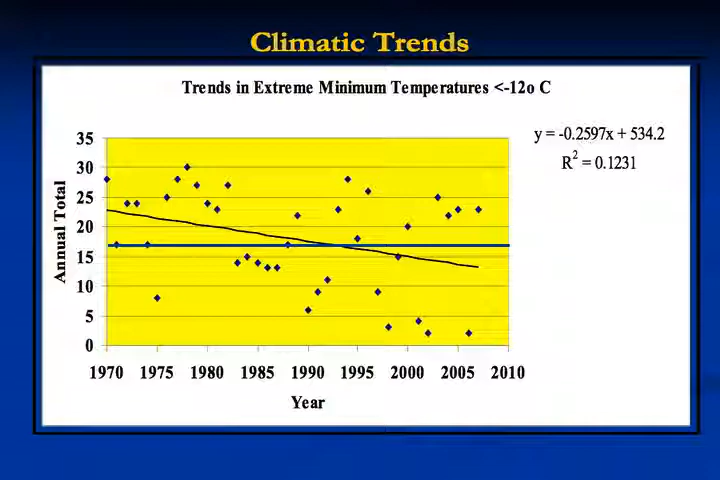 Climatic Trends
Trends in Extreme Minimum Temperatures <-12o C
y = -0.2597x + 534.2
R² = 0.1231
35
30
25
20
15
10
5
0
Annual Total
1970 1975 1980 1985 1990 1995 2000 2005 2010
Year